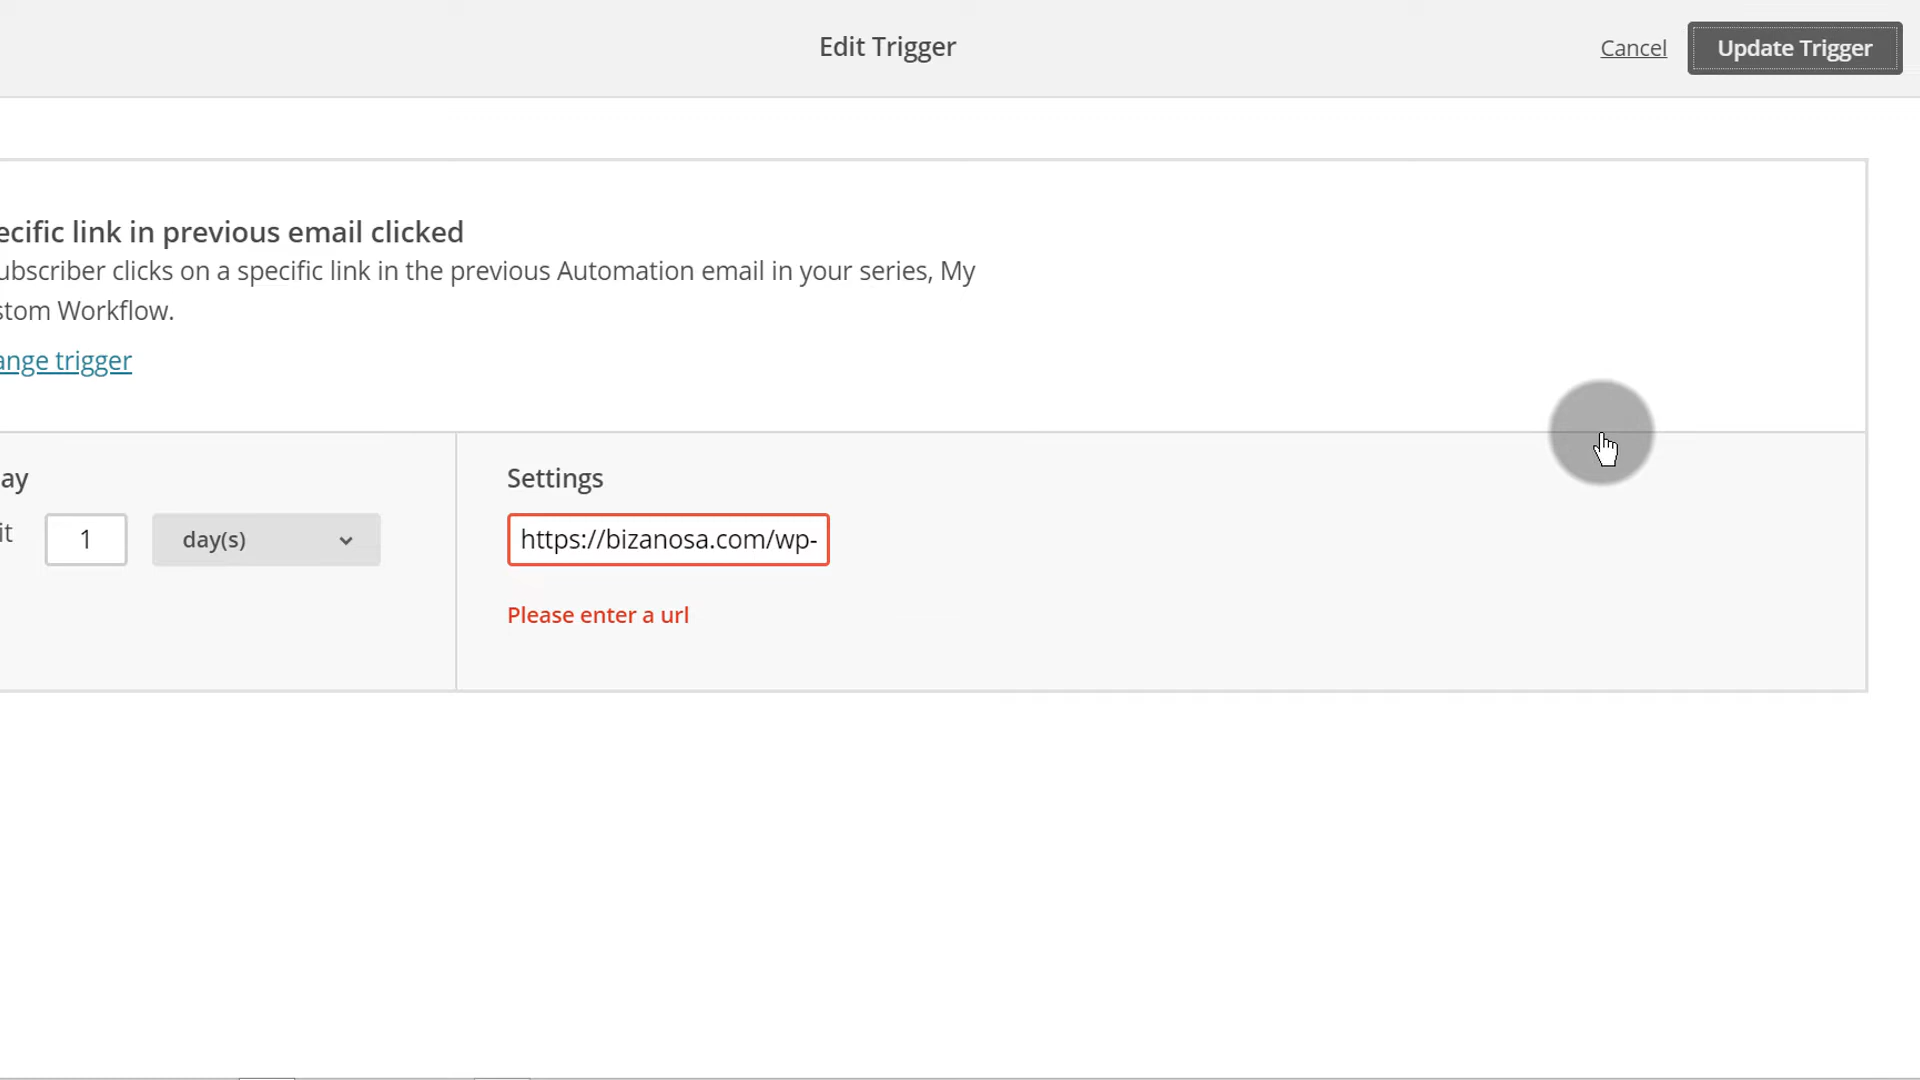 Edit Trigger
Cancel
Update Trigger
ecific link in previous email clicked
ubscriber clicks on a specific link in the previous Automation email in your series, My
stom Workflow.
ange trigger
ay
Settings
it
1
day(s)
https://bizanosa.com/wp-
Please enter a url